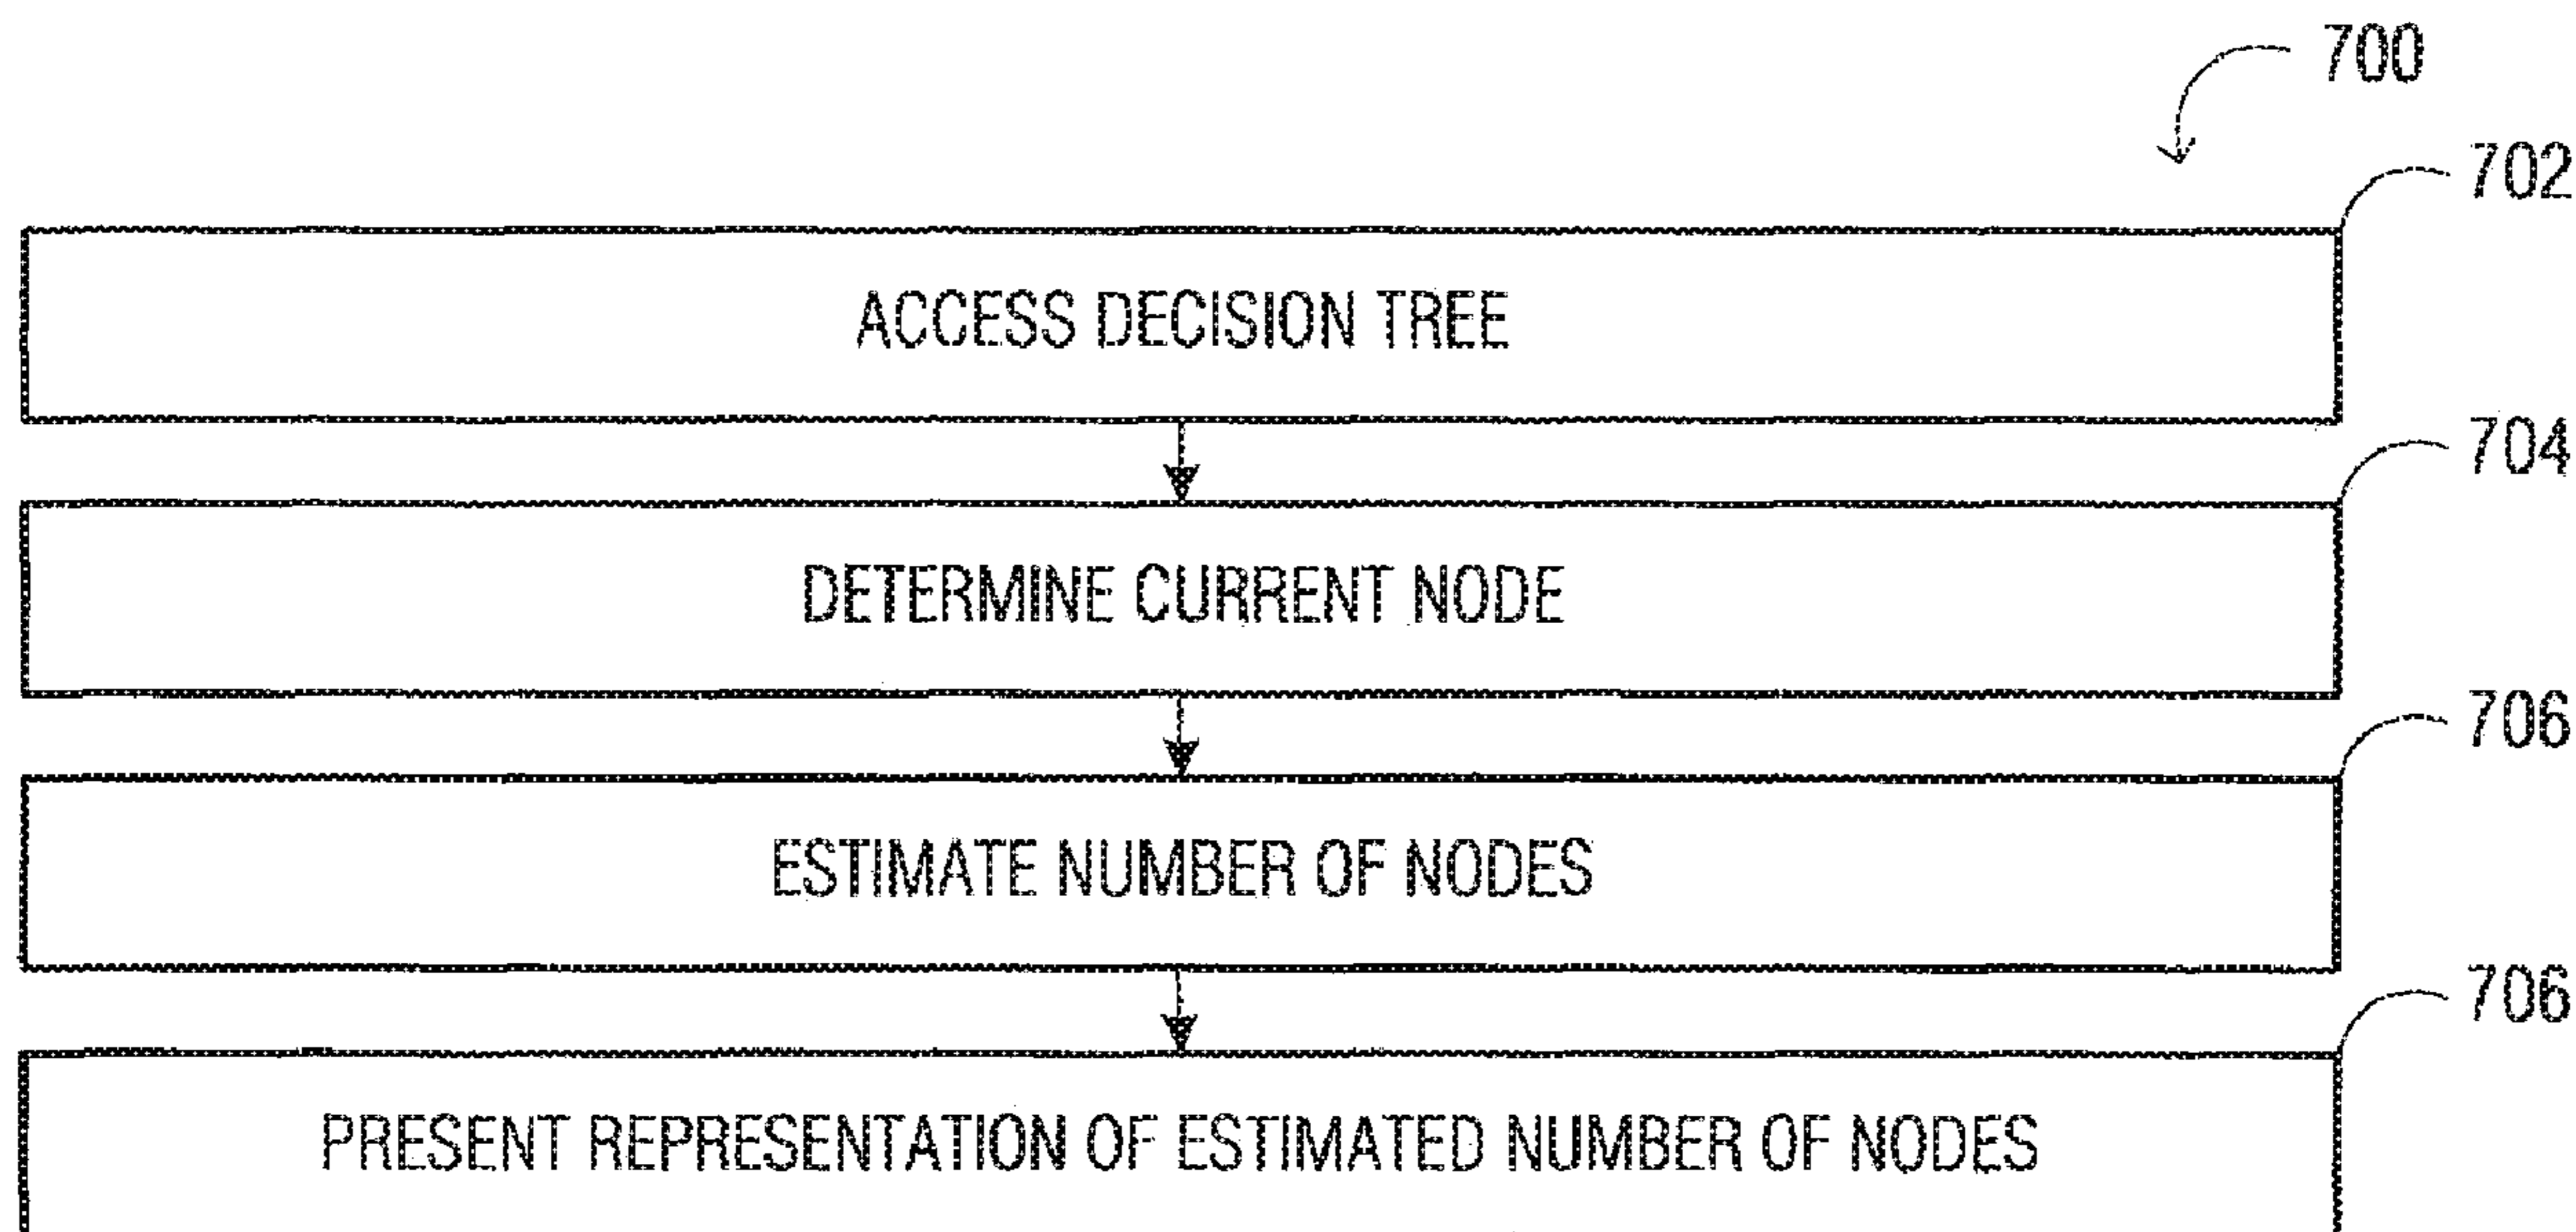 700
702
ACCESS DECISION TREE
704
DETERMINE CURRENT NODE
706
ESTIMATE NUMBER OF NODES
706
PRESENT REPRESENTATION OF ESTIMATED NUMBER OF NODES